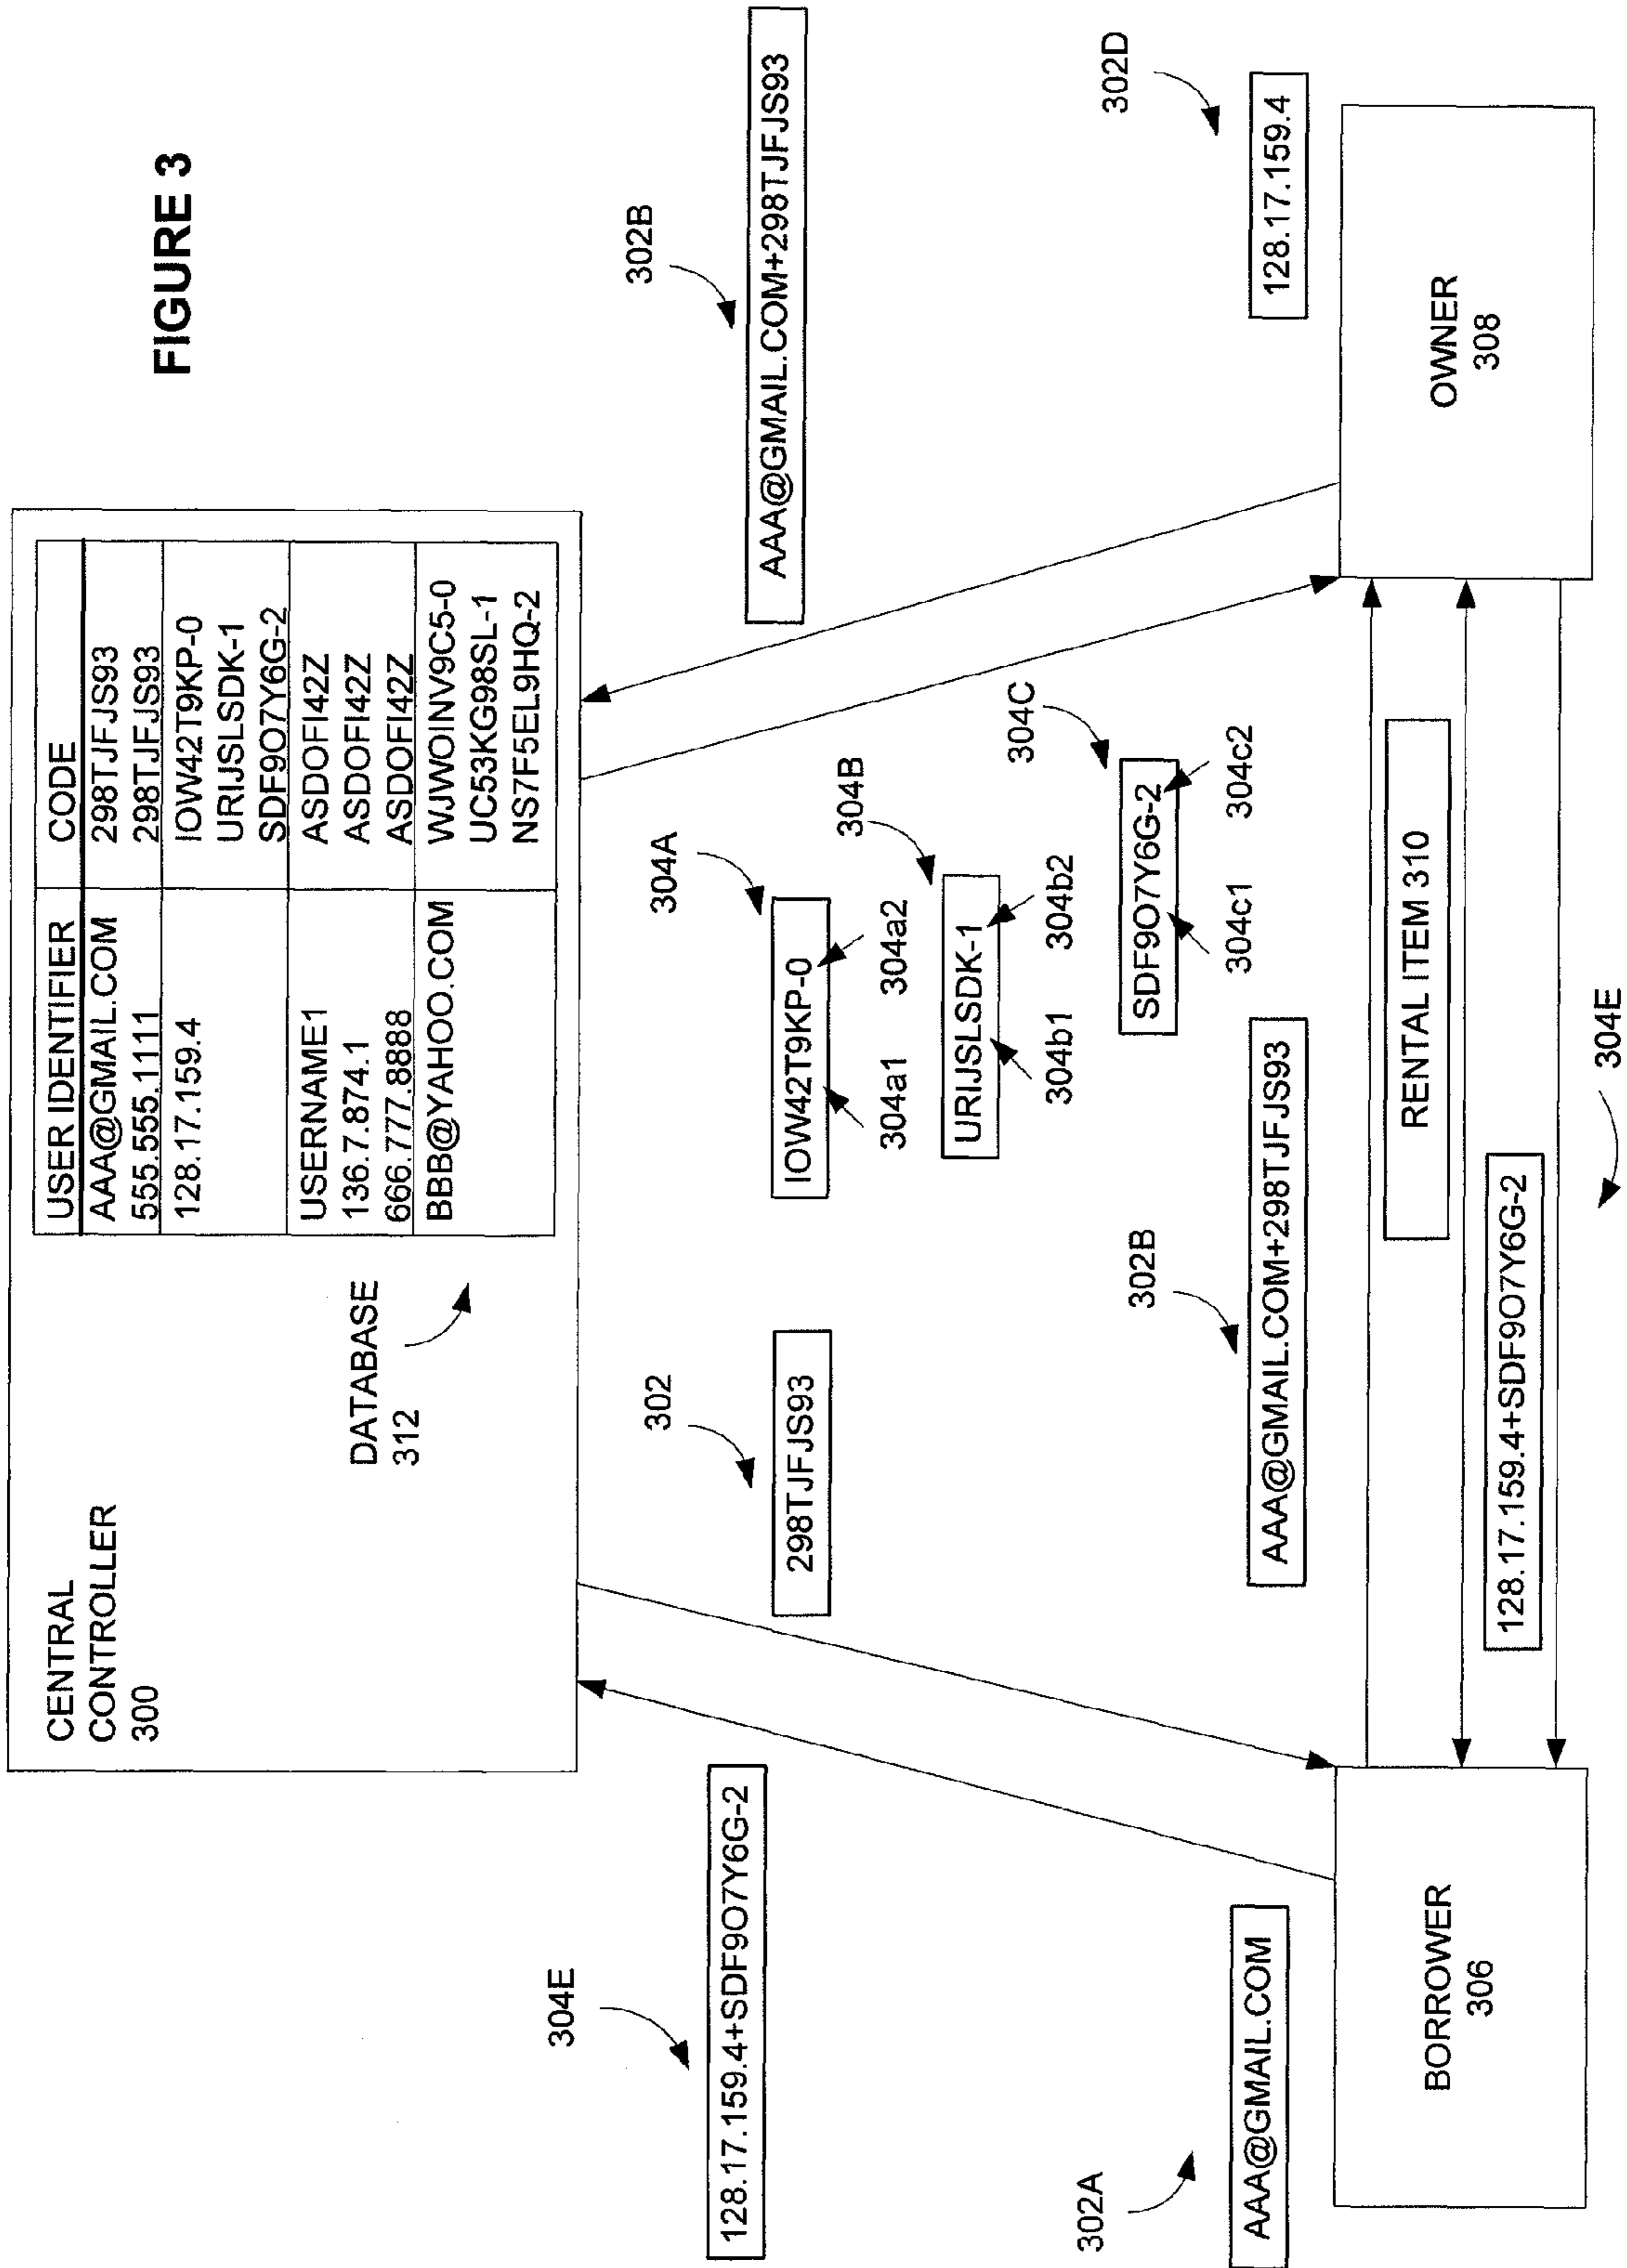 FIGURE 3
CENTRAL
CONTROLLER
300
DATABASE
312
USER IDENTIFIER CODE
AAA@GMAIL.COM 298TJFJS93
555.555.1111 298TJFJS93
128.17.159.4 IOW42T9KP-0
URIJSLSDK-1
SDF9O7Y6G-2
USERNAME1 ASDOFI42Z
136.7.874.1 ASDOFI42Z
666.777.8888 ASDOFI42Z
BBB@YAHOO.COM WJWOINV9C5-0
UC53KG98SL-1
NS7F5EL9HQ-2
304E
128.17.159.4+SDF9O7Y6G-2
302
298TJFJS93
304A
IOW42T9KP-0
304a1 304a2
304B
URIJSLSDK-1
304b1 304b2
304C
SDF9O7Y6G-2
304c1 304c2
302B
AAA@GMAIL.COM+298TJFJS93
302A
AAA@GMAIL.COM
302B
AAA@GMAIL.COM+298TJFJS93
302D
128.17.159.4
BORROWER
306
RENTAL ITEM 310
128.17.159.4+SDF9O7Y6G-2
304E
OWNER
308